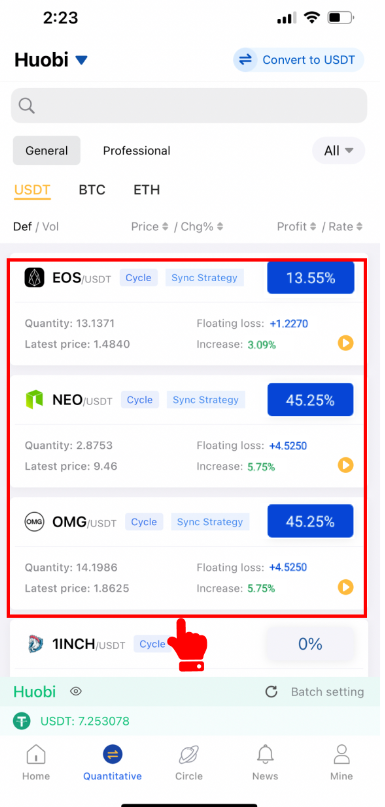 2:23
Huobi
Convert to USDT
General Professional All
USDT BTC ETH
Def / Vol Price / Chg% Profit / Rate
EOS/USDT Cycle Sync Strategy 13.55%
Quantity: 13.1371 Floating loss: +1.2270
Latest price: 1.4840 Increase: 3.09%
NEO/USDT Cycle Sync Strategy 45.25%
Quantity: 2.8753 Floating loss: +4.5250
Latest price: 9.46 Increase: 5.75%
OMG OMG/USDT Cycle Sync Strategy 45.25%
Quantity: 14.1986 Floating loss: +4.5250
Latest price: 1.8625 Increase: 5.75%
1INCH/USDT Cycle 0%
Huobi Batch setting
USDT: 7.253078
Home Quantitative Circle News Mine